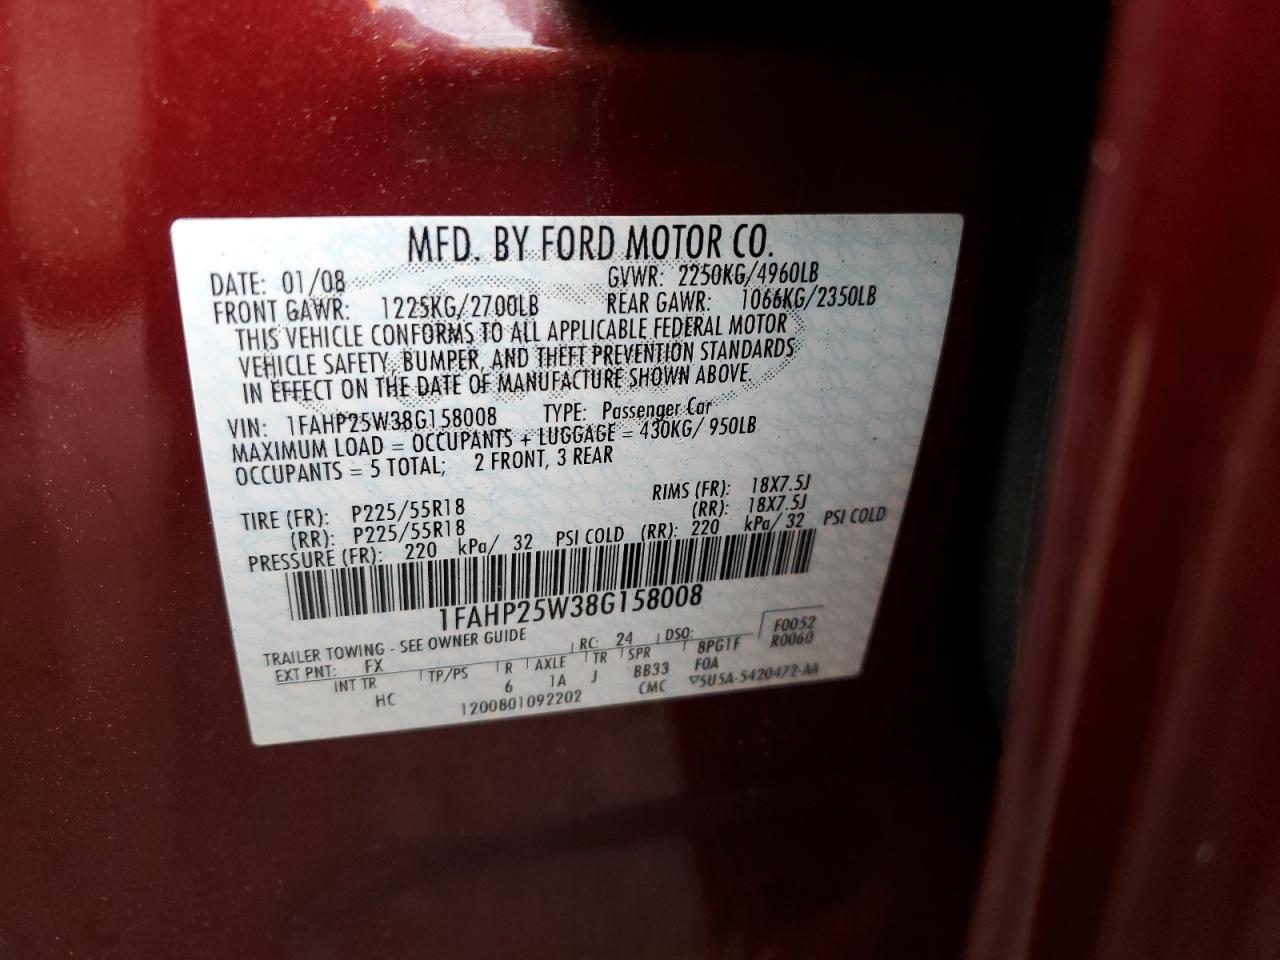 MFD. BY FORD MOTOR CO.
DATE: 01/08 GVWR: 2250KG/4960LB
FRONT GAWR: 1225KG/2700LB REAR GAWR: 1066KG/2350LB
THIS VEHICLE CONFORMS TO ALL APPLICABLE FEDERAL MOTOR
VEHICLE SAFETY, BUMPER, AND THEFT PREVENTION STANDARDS
IN EFFECT ON THE DATE OF MANUFACTURE SHOWN ABOVE.
VIN: 1FAHP25W38G158008 TYPE: Passenger Car
MAXIMUM LOAD = OCCUPANTS + LUGGAGE = 430KG/ 950LB
OCCUPANTS = 5 TOTAL; 2 FRONT, 3 REAR
TIRE (FR): P225/55R18 RIMS (FR): 18X7.5J
(RR): P225/55R18 (RR): 18X7.5J
PRESSURE (FR): 220 kPa/ 32 PSI COLD (RR): 220 kPa/ 32 PSI COLD
1FAHP25W38G158008
TRAILER TOWING - SEE OWNER GUIDE
EXT PNT: FX RC: 24 DSO: 8PG1F F0052
INT TR TP/PS R AXLE TR SPR F0A R0060
HC 6 1A J BB33
1200801092202 CMC ▽5U5A-5420472-AA